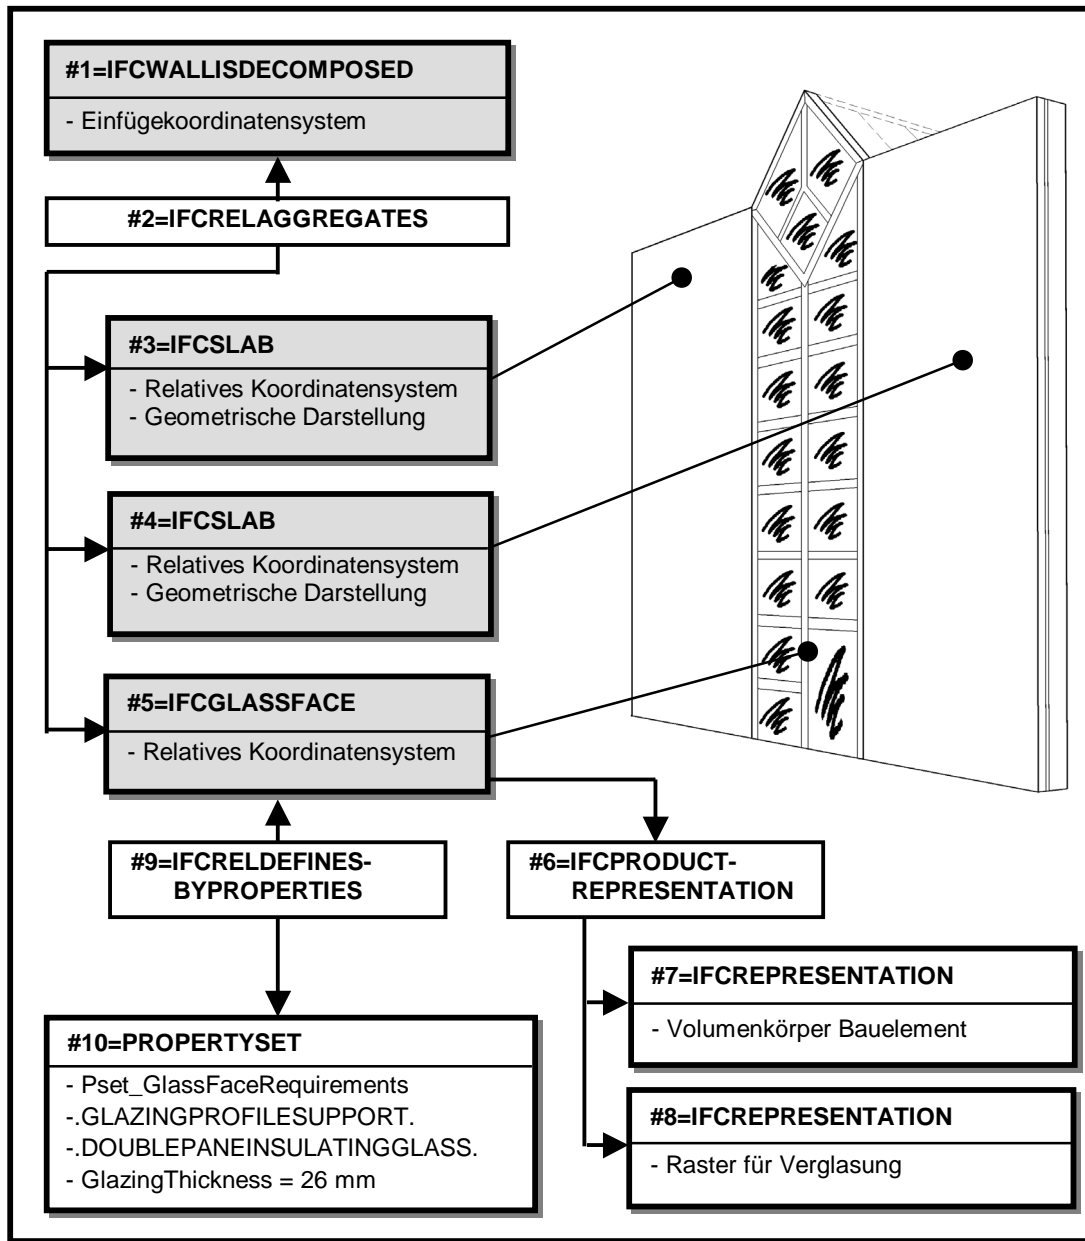 #1=IFCWALLISDECOMPOSED
- Einfügekoordinatensystem
#2=IFCRELAGGREGATES
#3=IFCSLAB
- Relatives Koordinatensystem
- Geometrische Darstellung
#4=IFCSLAB
- Relatives Koordinatensystem
- Geometrische Darstellung
#5=IFCGLASSFACE
- Relatives Koordinatensystem
#9=IFCRELDEFINES-
BYPROPERTIES
#6=IFCPRODUCT-
REPRESENTATION
#7=IFCREPRESENTATION
- Volumenkörper Bauelement
#10=PROPERTYSET
- Pset_GlassFaceRequirements
-.GLAZINGPROFILESUPPORT.
-.DOUBLEPANEINSULATINGGLASS.
- GlazingThickness = 26 mm
#8=IFCREPRESENTATION
- Raster für Verglasung